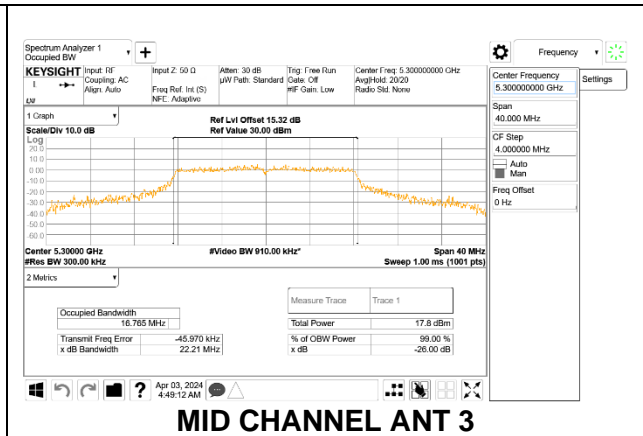 Spectrum Analyzer 1
Occupied BW
Frequency
KEYSIGHT Input: RF Input Z: 50 Ω Atten: 30 dB Trig: Free Run Center Freq: 5.300000000 GHz
Coupling: AC µW Path: Standard Gate: Off Avg|Hold: 20/20
Align: Auto Freq Ref: Int (S) #IF Gain: Low Radio Std: None
NFE: Adaptive
Center Frequency
5.300000000 GHz
Settings
Span
40.000 MHz
CF Step
4.000000 MHz
Auto
Man
Freq Offset
0 Hz
1 Graph
Scale/Div 10.0 dB
Ref Lvl Offset 15.32 dB
Ref Value 30.00 dBm
Log
20.0
10.0
0.00
-10.0
-20.0
-30.0
-40.0
-50.0
-60.0
Center 5.30000 GHz #Video BW 910.00 kHz* Span 40 MHz
#Res BW 300.00 kHz Sweep 1.00 ms (1001 pts)
2 Metrics
Measure Trace Trace 1
Occupied Bandwidth
16.765 MHz
Total Power 17.8 dBm
Transmit Freq Error -45.970 kHz % of OBW Power 99.00 %
x dB Bandwidth 22.21 MHz x dB -26.00 dB
Apr 03, 2024
4:49:12 AM
MID CHANNEL ANT 3